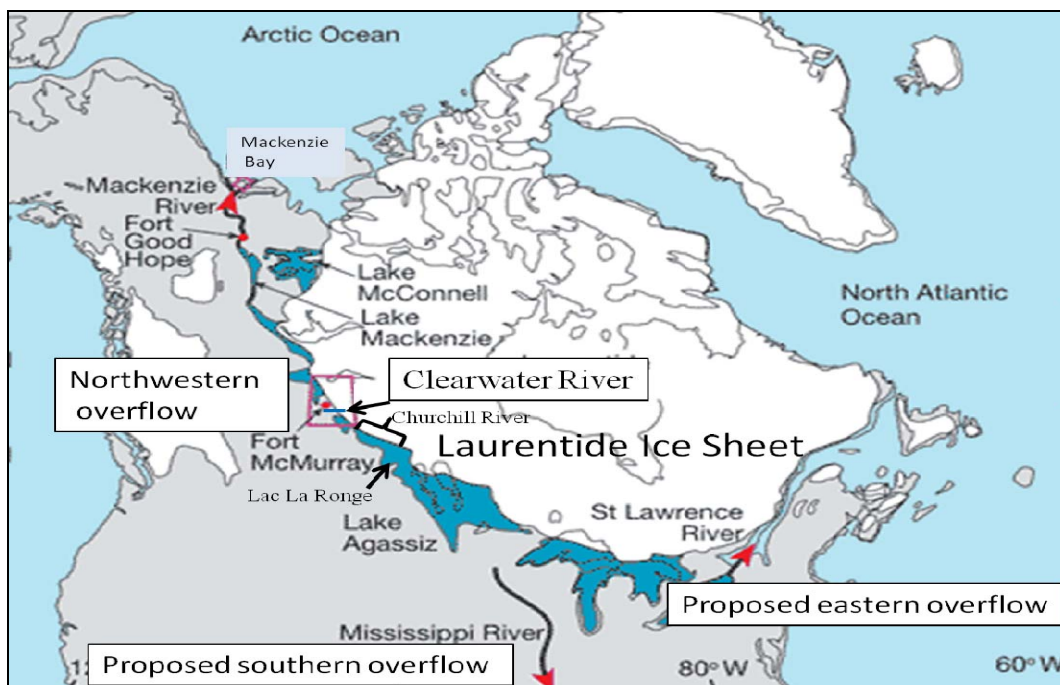 Arctic Ocean
Mackenzie
Bay
Mackenzie
River
Fort
Good
Hope
Lake
McConnell
Lake
Mackenzie
North Atlantic
Ocean
Northwestern
overflow
Clearwater River
Churchill River
Fort
McMurray
Laurentide Ice Sheet
Lac La Ronge
Lake
Agassiz
St Lawrence
River
Proposed eastern overflow
Mississippi River
Proposed southern overflow
80° W
60° W